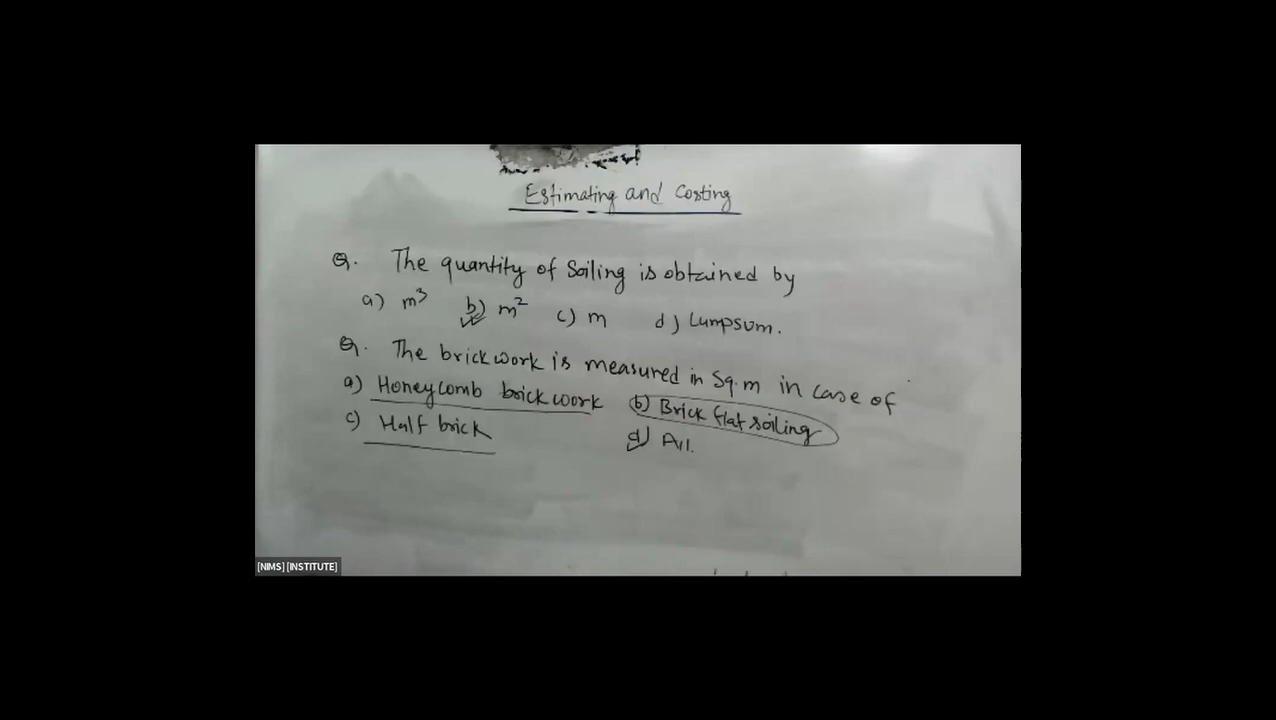 Estimating and Costing
Q. The quantity of Soiling is obtained by
a) m³ b) m² c) m d) Lumpsum.
Q. The brickwork is measured in Sq.m in case of
a) Honeycomb brickwork b) Brick flat soiling
c) Half brick d) All.
[NIMS] [INSTITUTE]